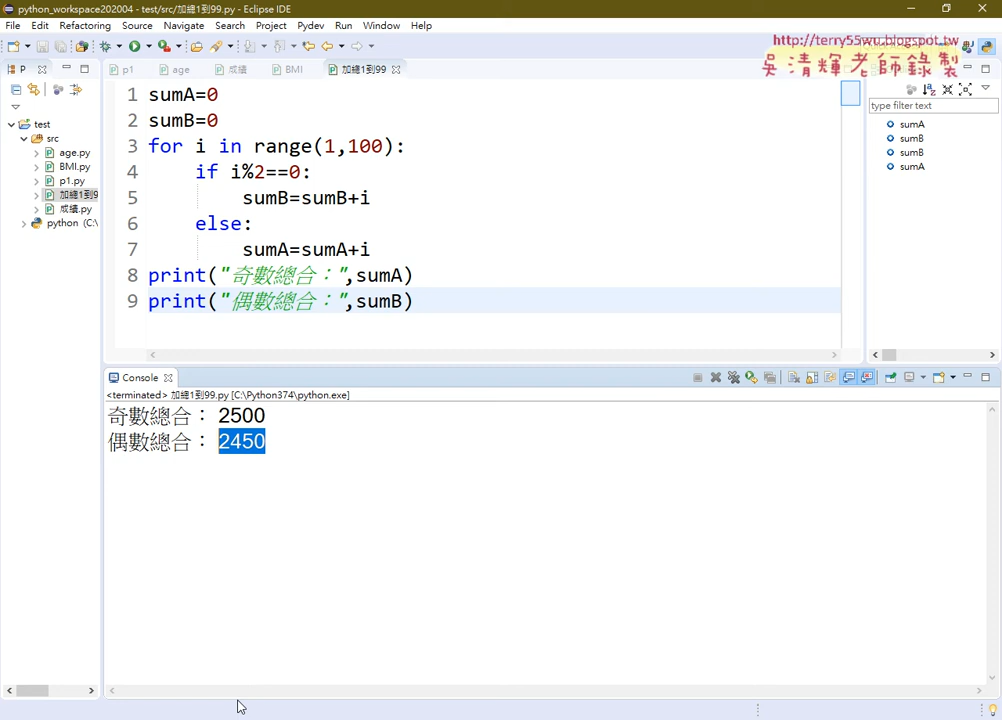 python_workspace202004 - test/src/加總1到99.py - Eclipse IDE
File Edit Refactoring Source Navigate Search Project Pydev Run Window Help
http://terry55wu.blogspot.tw
吳清輝老師錄製
P
p1 age 成績 BMI 加總1到99
test
src
age.py
BMI.py
p1.py
加總1到9
成績.py
python (C:\
1 sumA=0
2 sumB=0
3 for i in range(1,100):
4 if i%2==0:
5 sumB=sumB+i
6 else:
7 sumA=sumA+i
8 print("奇數總合：",sumA)
9 print("偶數總合：",sumB)
type filter text
sumA
sumB
sumB
sumA
Console
<terminated> 加總1到99.py [C:\Python374\python.exe]
奇數總合： 2500
偶數總合： 2450